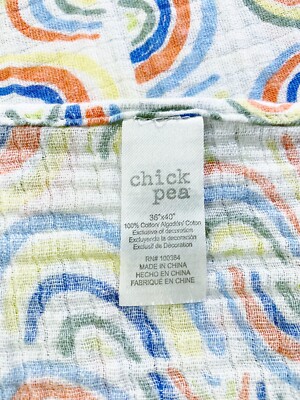 chick
pea
36"x40"
100% Cotton/ Algodón/ Coton
Exclusive of decoration
Excluyendo la decoración
Exclusif de Décoration
RN# 100364
MADE IN CHINA
HECHO EN CHINA
FABRIQUÉ EN CHINE